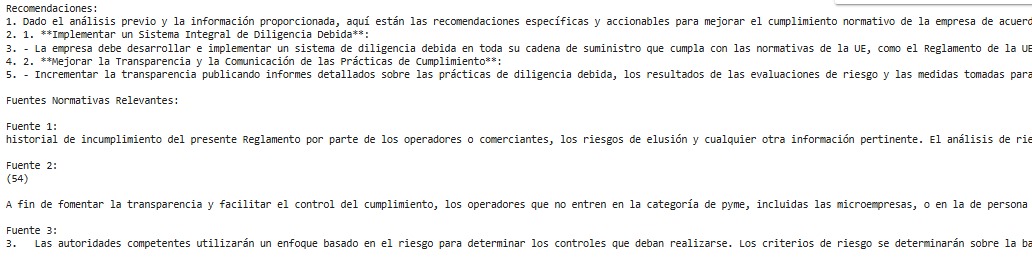 Recomendaciones:
1. Dado el análisis previo y la información proporcionada, aquí están las recomendaciones específicas y accionables para mejorar el cumplimiento normativo de la empresa de acuerd
2. 1. **Implementar un Sistema Integral de Diligencia Debida**:
3. - La empresa debe desarrollar e implementar un sistema de diligencia debida en toda su cadena de suministro que cumpla con las normativas de la UE, como el Reglamento de la UE
4. 2. **Mejorar la Transparencia y la Comunicación de las Prácticas de Cumplimiento**:
5. - Incrementar la transparencia publicando informes detallados sobre las prácticas de diligencia debida, los resultados de las evaluaciones de riesgo y las medidas tomadas para
Fuentes Normativas Relevantes:
Fuente 1:
historial de incumplimiento del presente Reglamento por parte de los operadores o comerciantes, los riesgos de elusión y cualquier otra información pertinente. El análisis de rie
Fuente 2:
(54)
A fin de fomentar la transparencia y facilitar el control del cumplimiento, los operadores que no entren en la categoría de pyme, incluidas las microempresas, o en la de persona
Fuente 3:
3. Las autoridades competentes utilizarán un enfoque basado en el riesgo para determinar los controles que deban realizarse. Los criterios de riesgo se determinarán sobre la ba